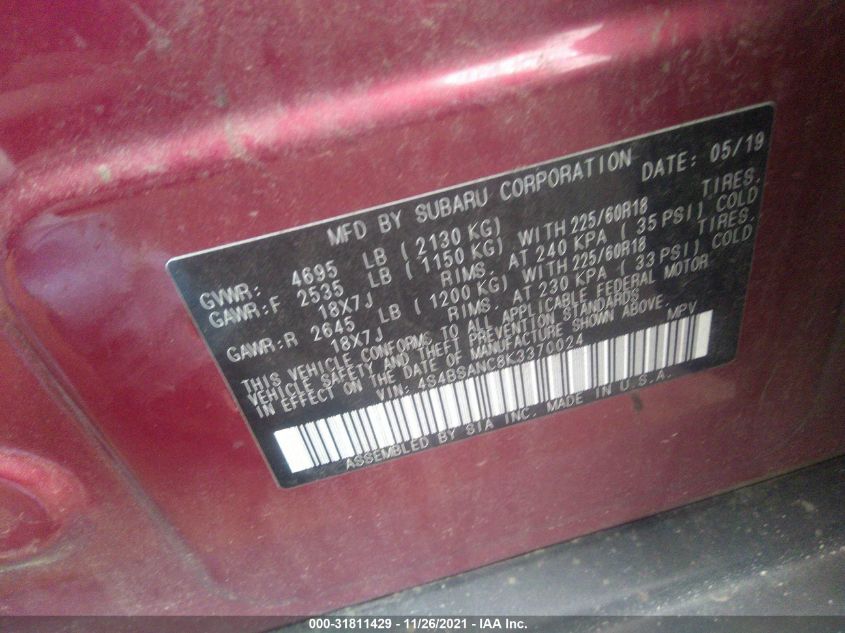 MFD BY SUBARU CORPORATION DATE: 05/19
GVWR: 4695 LB (2130 KG)
GAWR:F 2535 LB (1150 KG) WITH 225/60R18 TIRES,
18X7J RIMS, AT 240 KPA (35 PSI) COLD
GAWR:R 2645 LB (1200 KG) WITH 225/60R18 TIRES,
18X7J RIMS, AT 230 KPA (33 PSI) COLD
THIS VEHICLE CONFORMS TO ALL APPLICABLE FEDERAL MOTOR
VEHICLE SAFETY AND THEFT PREVENTION STANDARDS
IN EFFECT ON THE DATE OF MANUFACTURE SHOWN ABOVE.
VIN: 4S4BSANC8K3370024 MPV
ASSEMBLED BY SIA INC. MADE IN U.S.A.
000-31811429 - 11/26/2021 - IAA Inc.